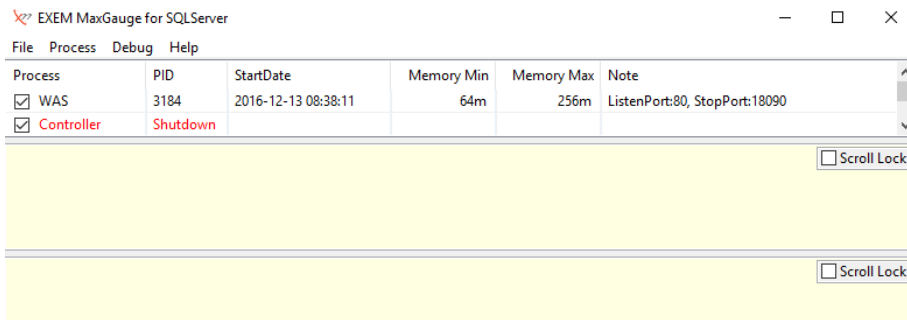 EXEM MaxGauge for SQLServer
File Process Debug Help
Process PID StartDate Memory Min Memory Max Note
WAS 3184 2016-12-13 08:38:11 64m 256m ListenPort:80, StopPort:18090
Controller Shutdown
Scroll Lock
Scroll Lock